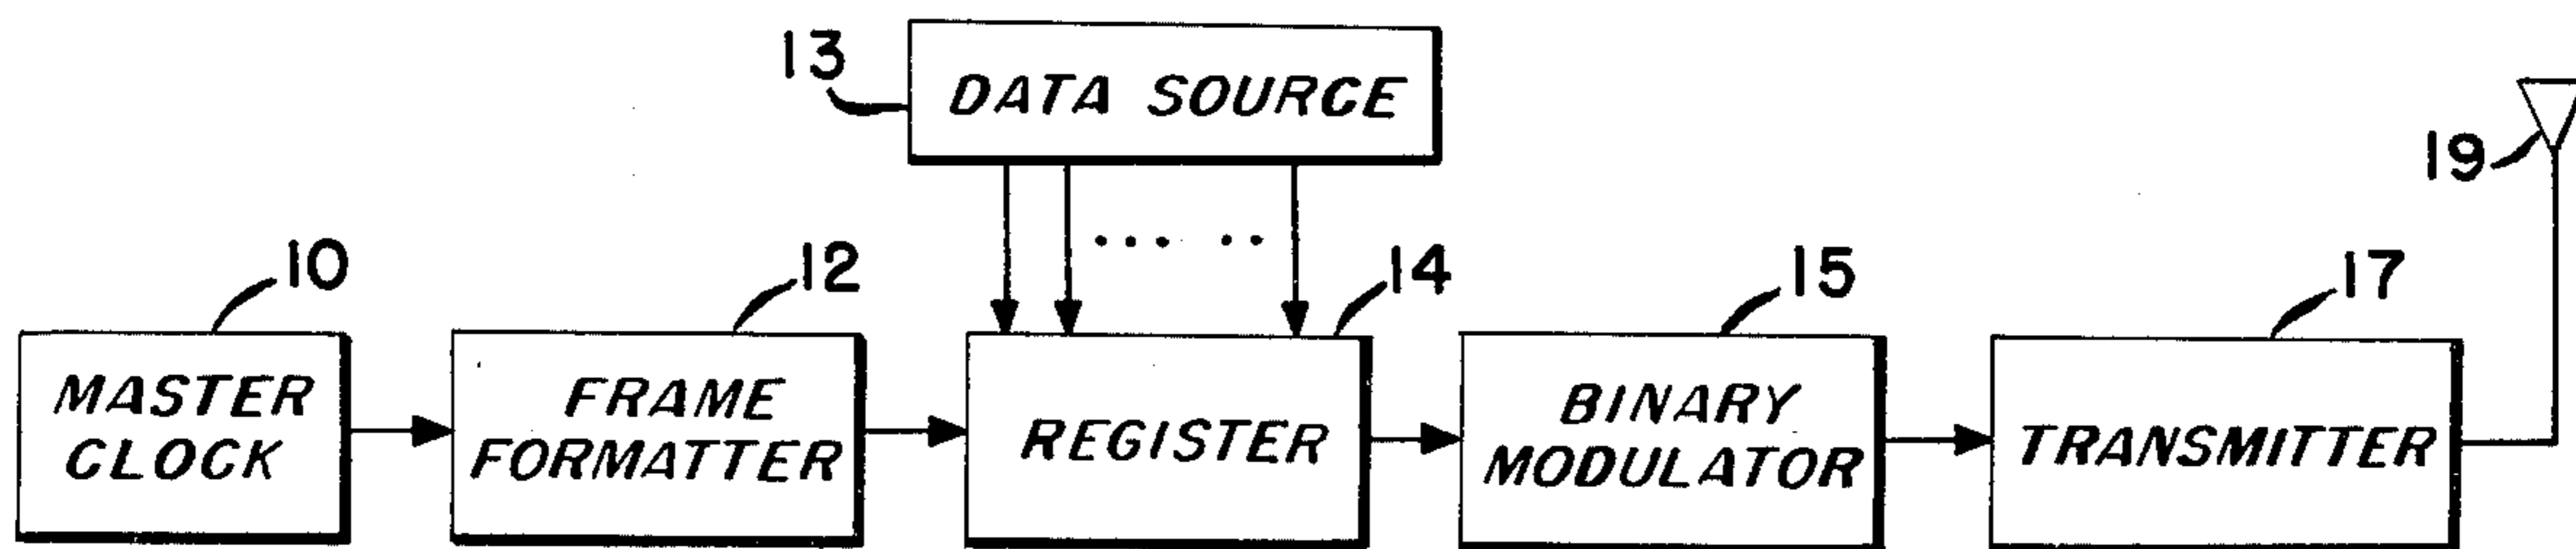 13
DATA SOURCE
19
10
12
14
15
17
MASTER
CLOCK
FRAME
FORMATTER
REGISTER
BINARY
MODULATOR
TRANSMITTER